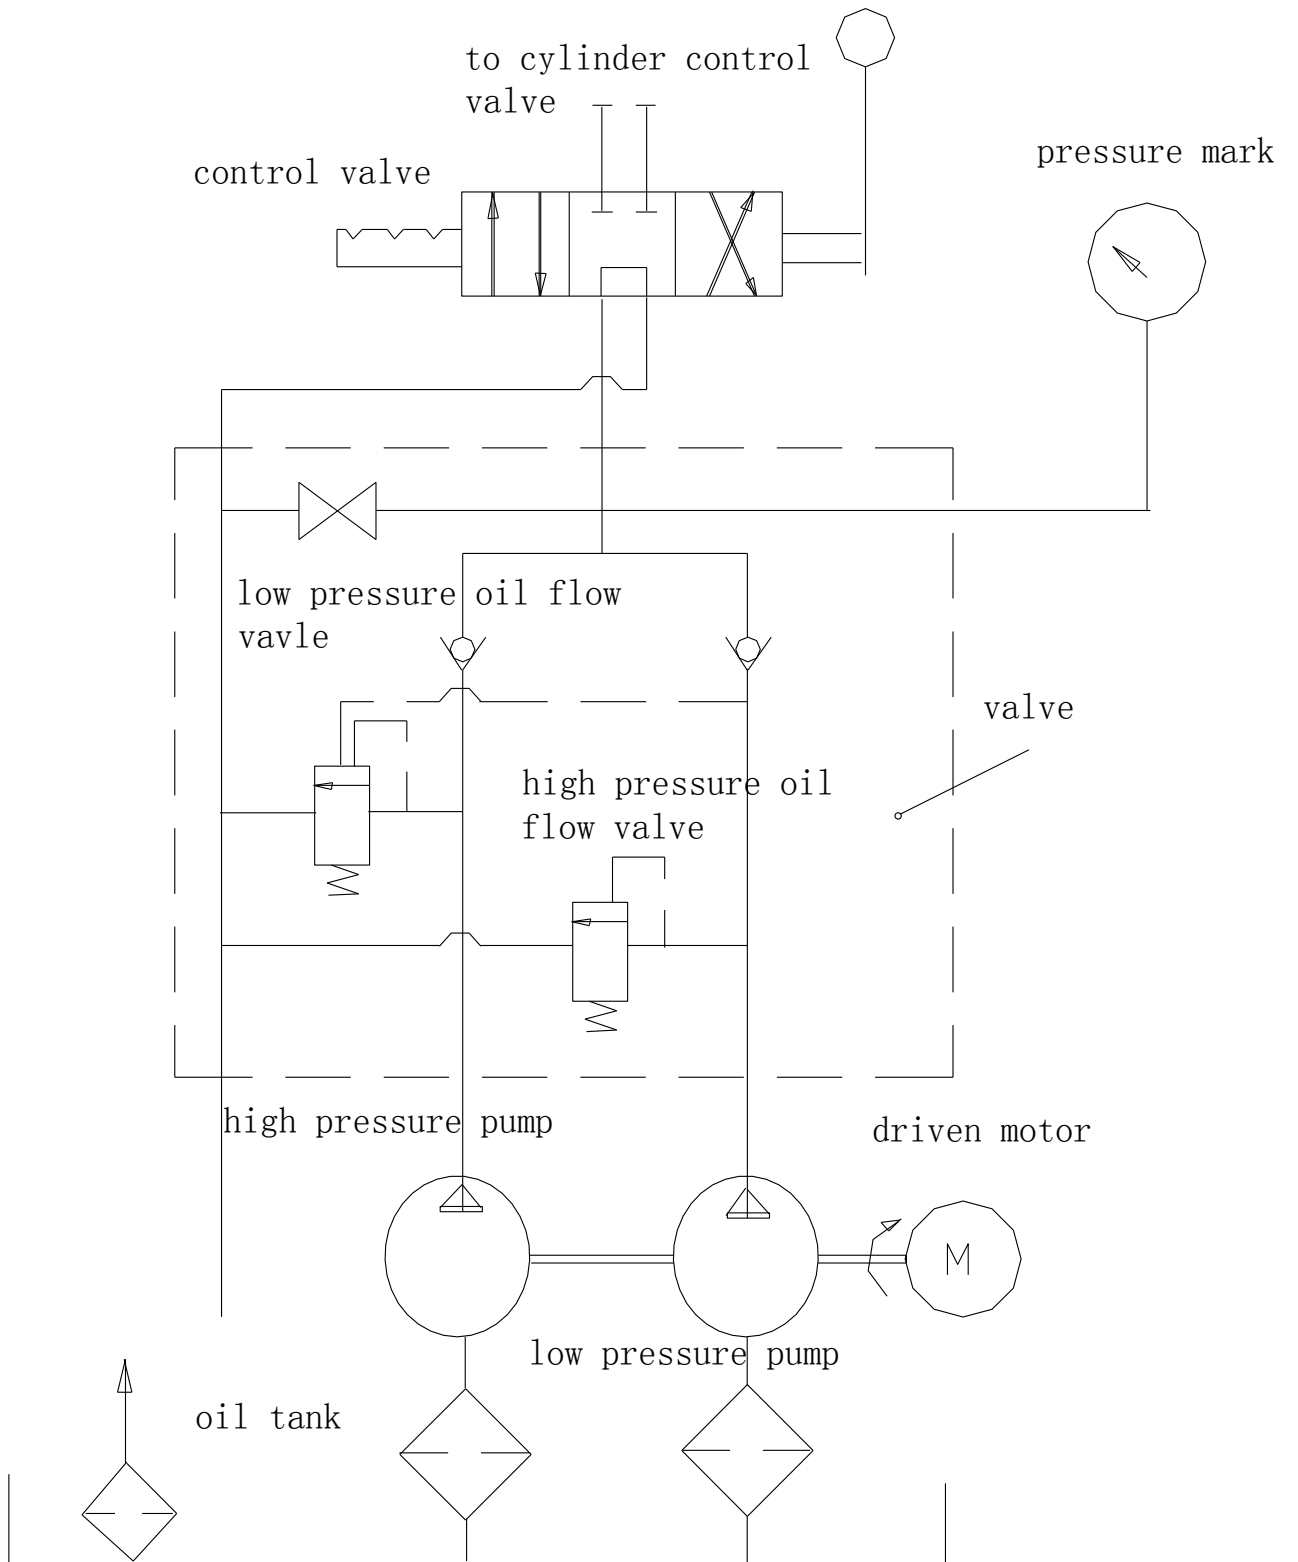 to cylinder control
valve
control valve
pressure mark
low pressure oil flow
vavle
valve
high pressure oil
flow valve
high pressure pump
driven motor
M
low pressure pump
oil tank